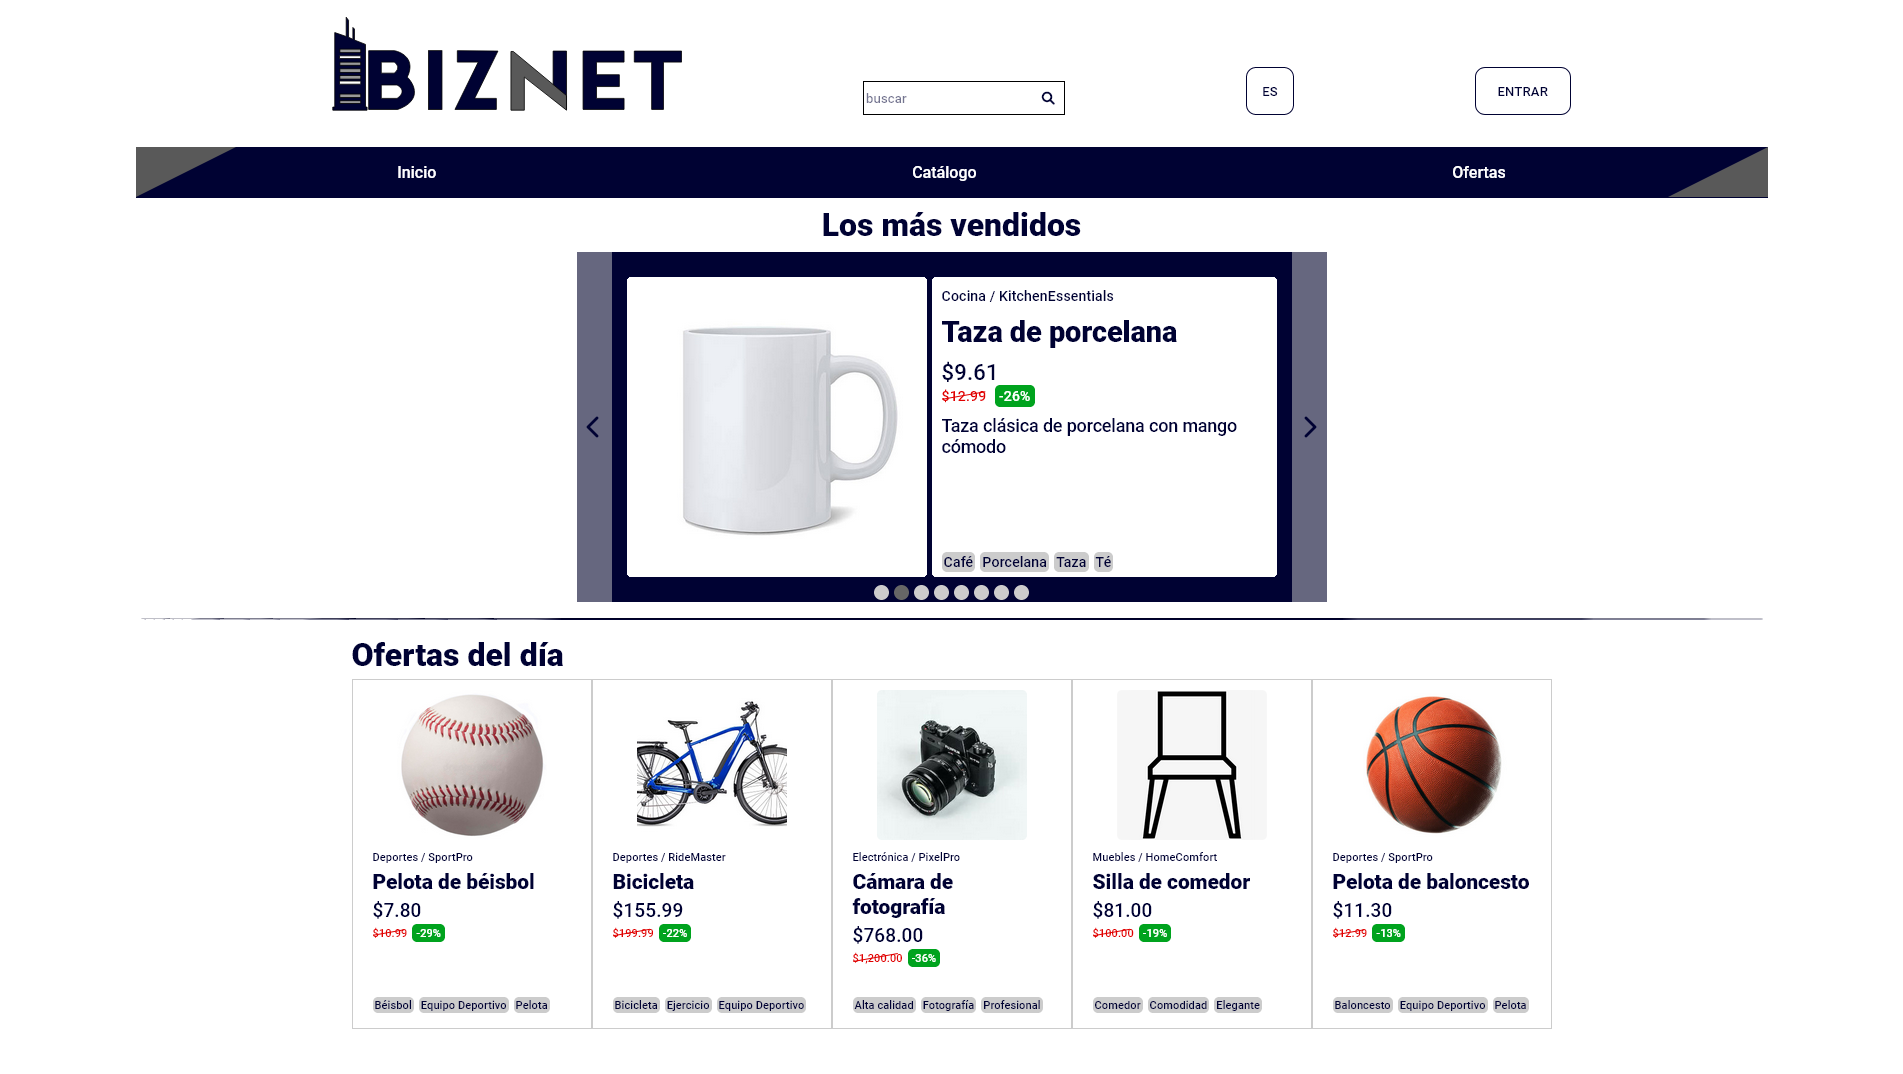 BIZNET
buscar
ES
ENTRAR
Inicio
Catálogo
Ofertas
Los más vendidos
Cocina / KitchenEssentials
Taza de porcelana
$9.61
$12.99 -26%
Taza clásica de porcelana con mango
cómodo
Café Porcelana Taza Té
Ofertas del día
Deportes / SportPro
Pelota de béisbol
$7.80
$10.99 -29%
Béisbol Equipo Deportivo Pelota
Deportes / RideMaster
Bicicleta
$155.99
$199.99 -22%
Bicicleta Ejercicio Equipo Deportivo
Electrónica / PixelPro
Cámara de
fotografía
$768.00
$1,200.00 -36%
Alta calidad Fotografía Profesional
Muebles / HomeComfort
Silla de comedor
$81.00
$100.00 -19%
Comedor Comodidad Elegante
Deportes / SportPro
Pelota de baloncesto
$11.30
$12.99 -13%
Baloncesto Equipo Deportivo Pelota